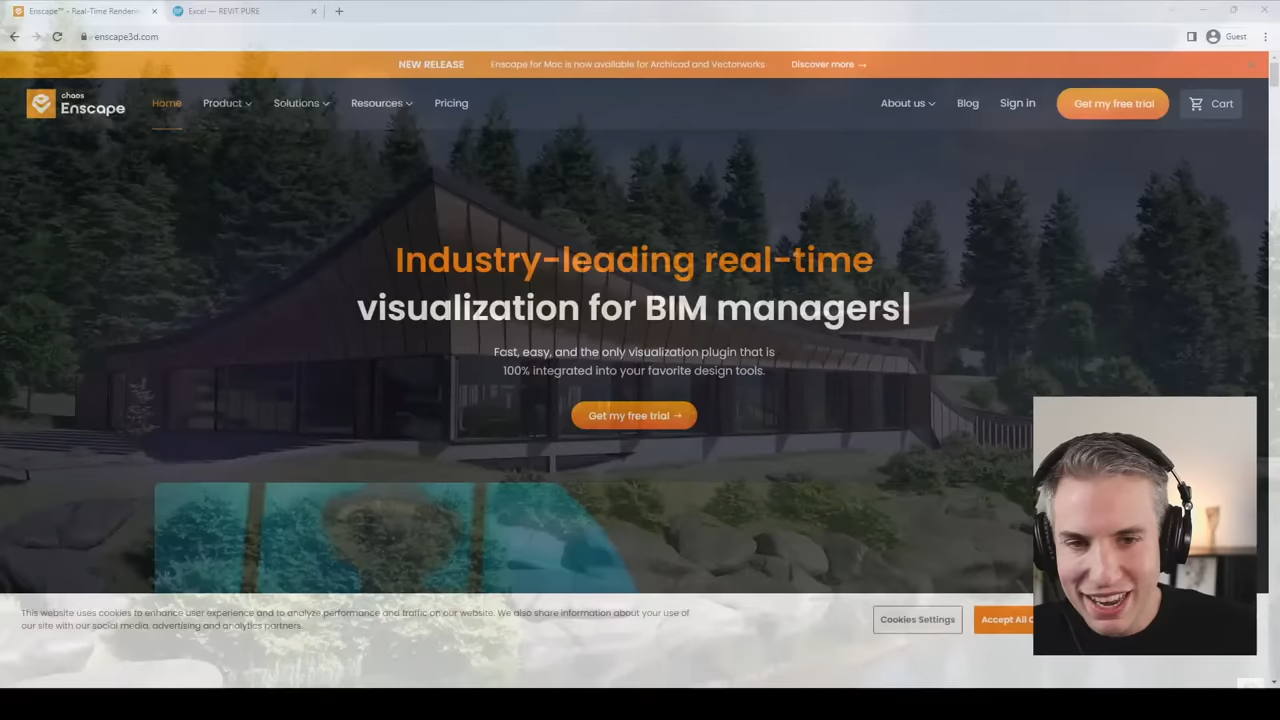 Enscape™ - Real-Time Renderin
Excel — REVIT PURE
enscape3d.com
Guest
NEW RELEASE Enscape for Mac is now available for Archicad and Vectorworks Discover more →
chaos
Enscape
Home Product Solutions Resources Pricing About us Blog Sign in Get my free trial Cart
Industry-leading real-time
visualization for BIM managers|
Fast, easy, and the only visualization plugin that is
100% integrated into your favorite design tools.
Get my free trial →
This website uses cookies to enhance user experience and to analyze performance and traffic on our website. We also share information about your use of
our site with our social media, advertising and analytics partners.
Cookies Settings
Accept All C